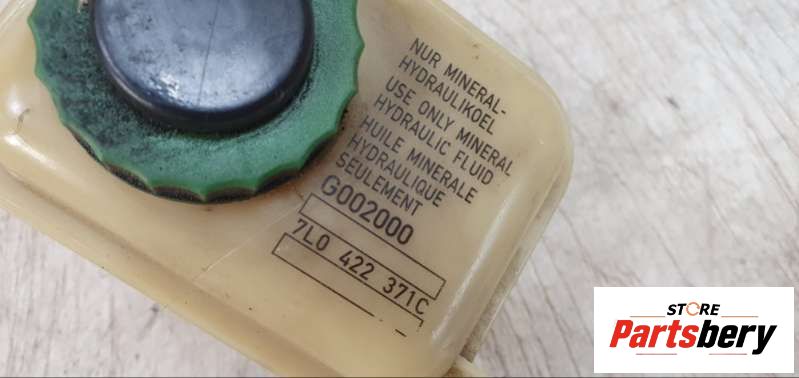 NUR MINERAL-
HYDRAULIKOEL
USE ONLY MINERAL
HYDRAULIC FLUID
HUILE MINERALE
HYDRAULIQUE
SEULEMENT
G002000
7L0 422 371C
STORE
Partsbery